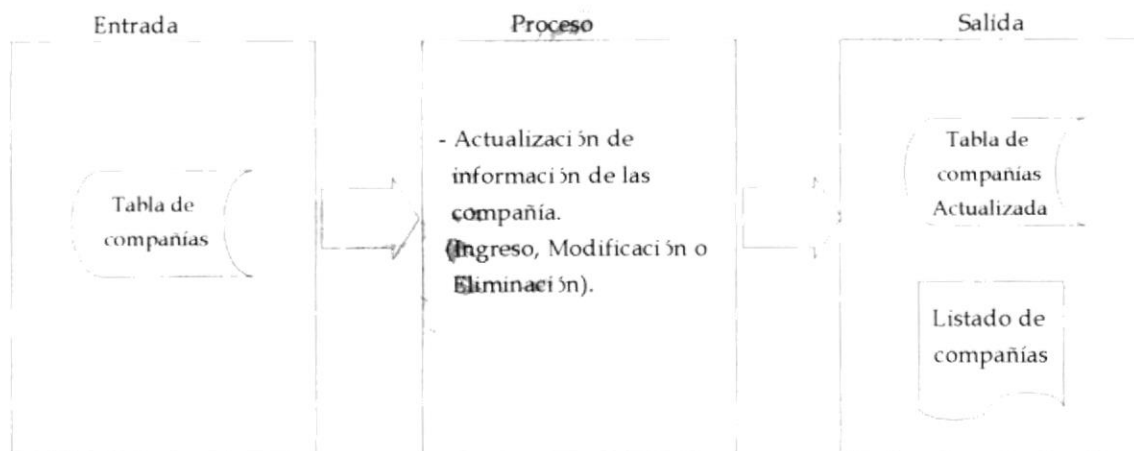 Entrada
Proceso
Salida
Tabla de
compañías
- Actualización de
información de las
compañía.
(Ingreso, Modificación o
Eliminación).
Tabla de
compañías
Actualizada
Listado de
compañías